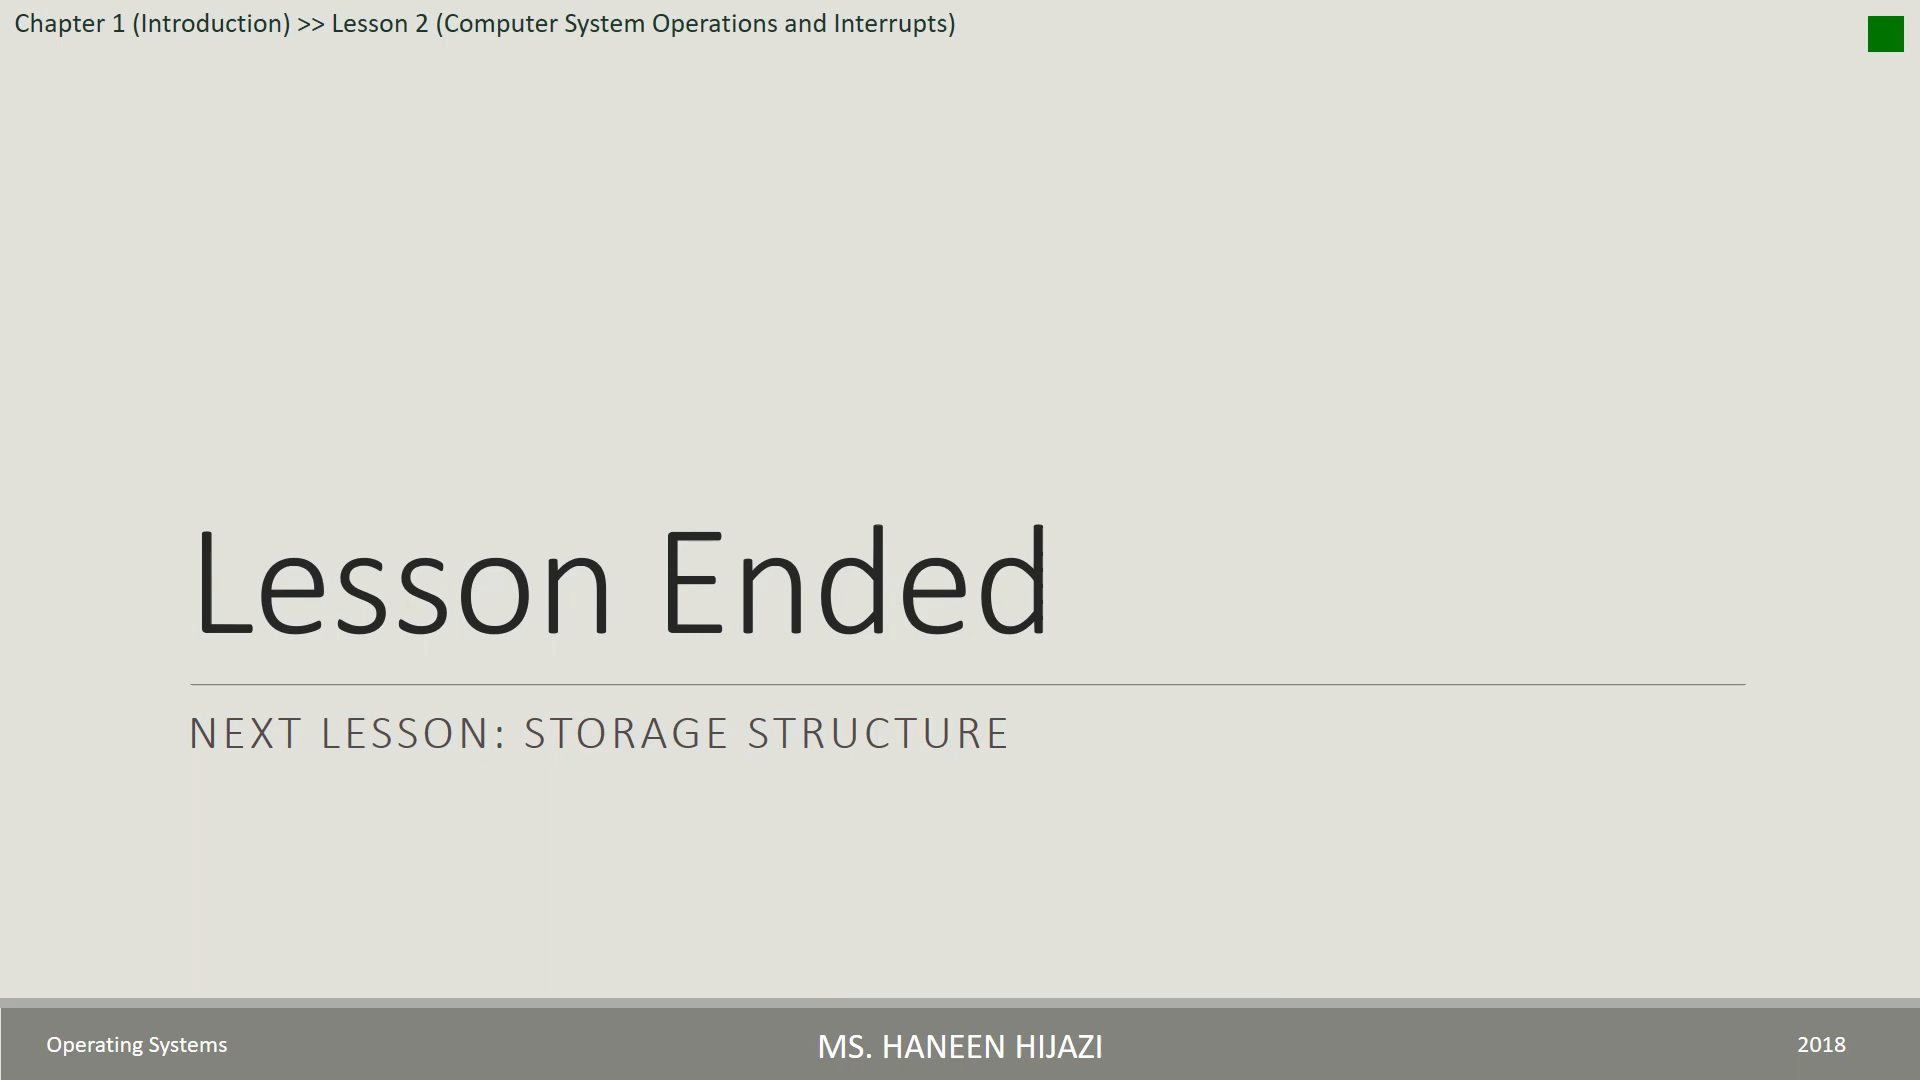 Chapter 1 (Introduction) >> Lesson 2 (Computer System Operations and Interrupts)
Lesson Ended
NEXT LESSON: STORAGE STRUCTURE
Operating Systems
MS. HANEEN HIJAZI
2018